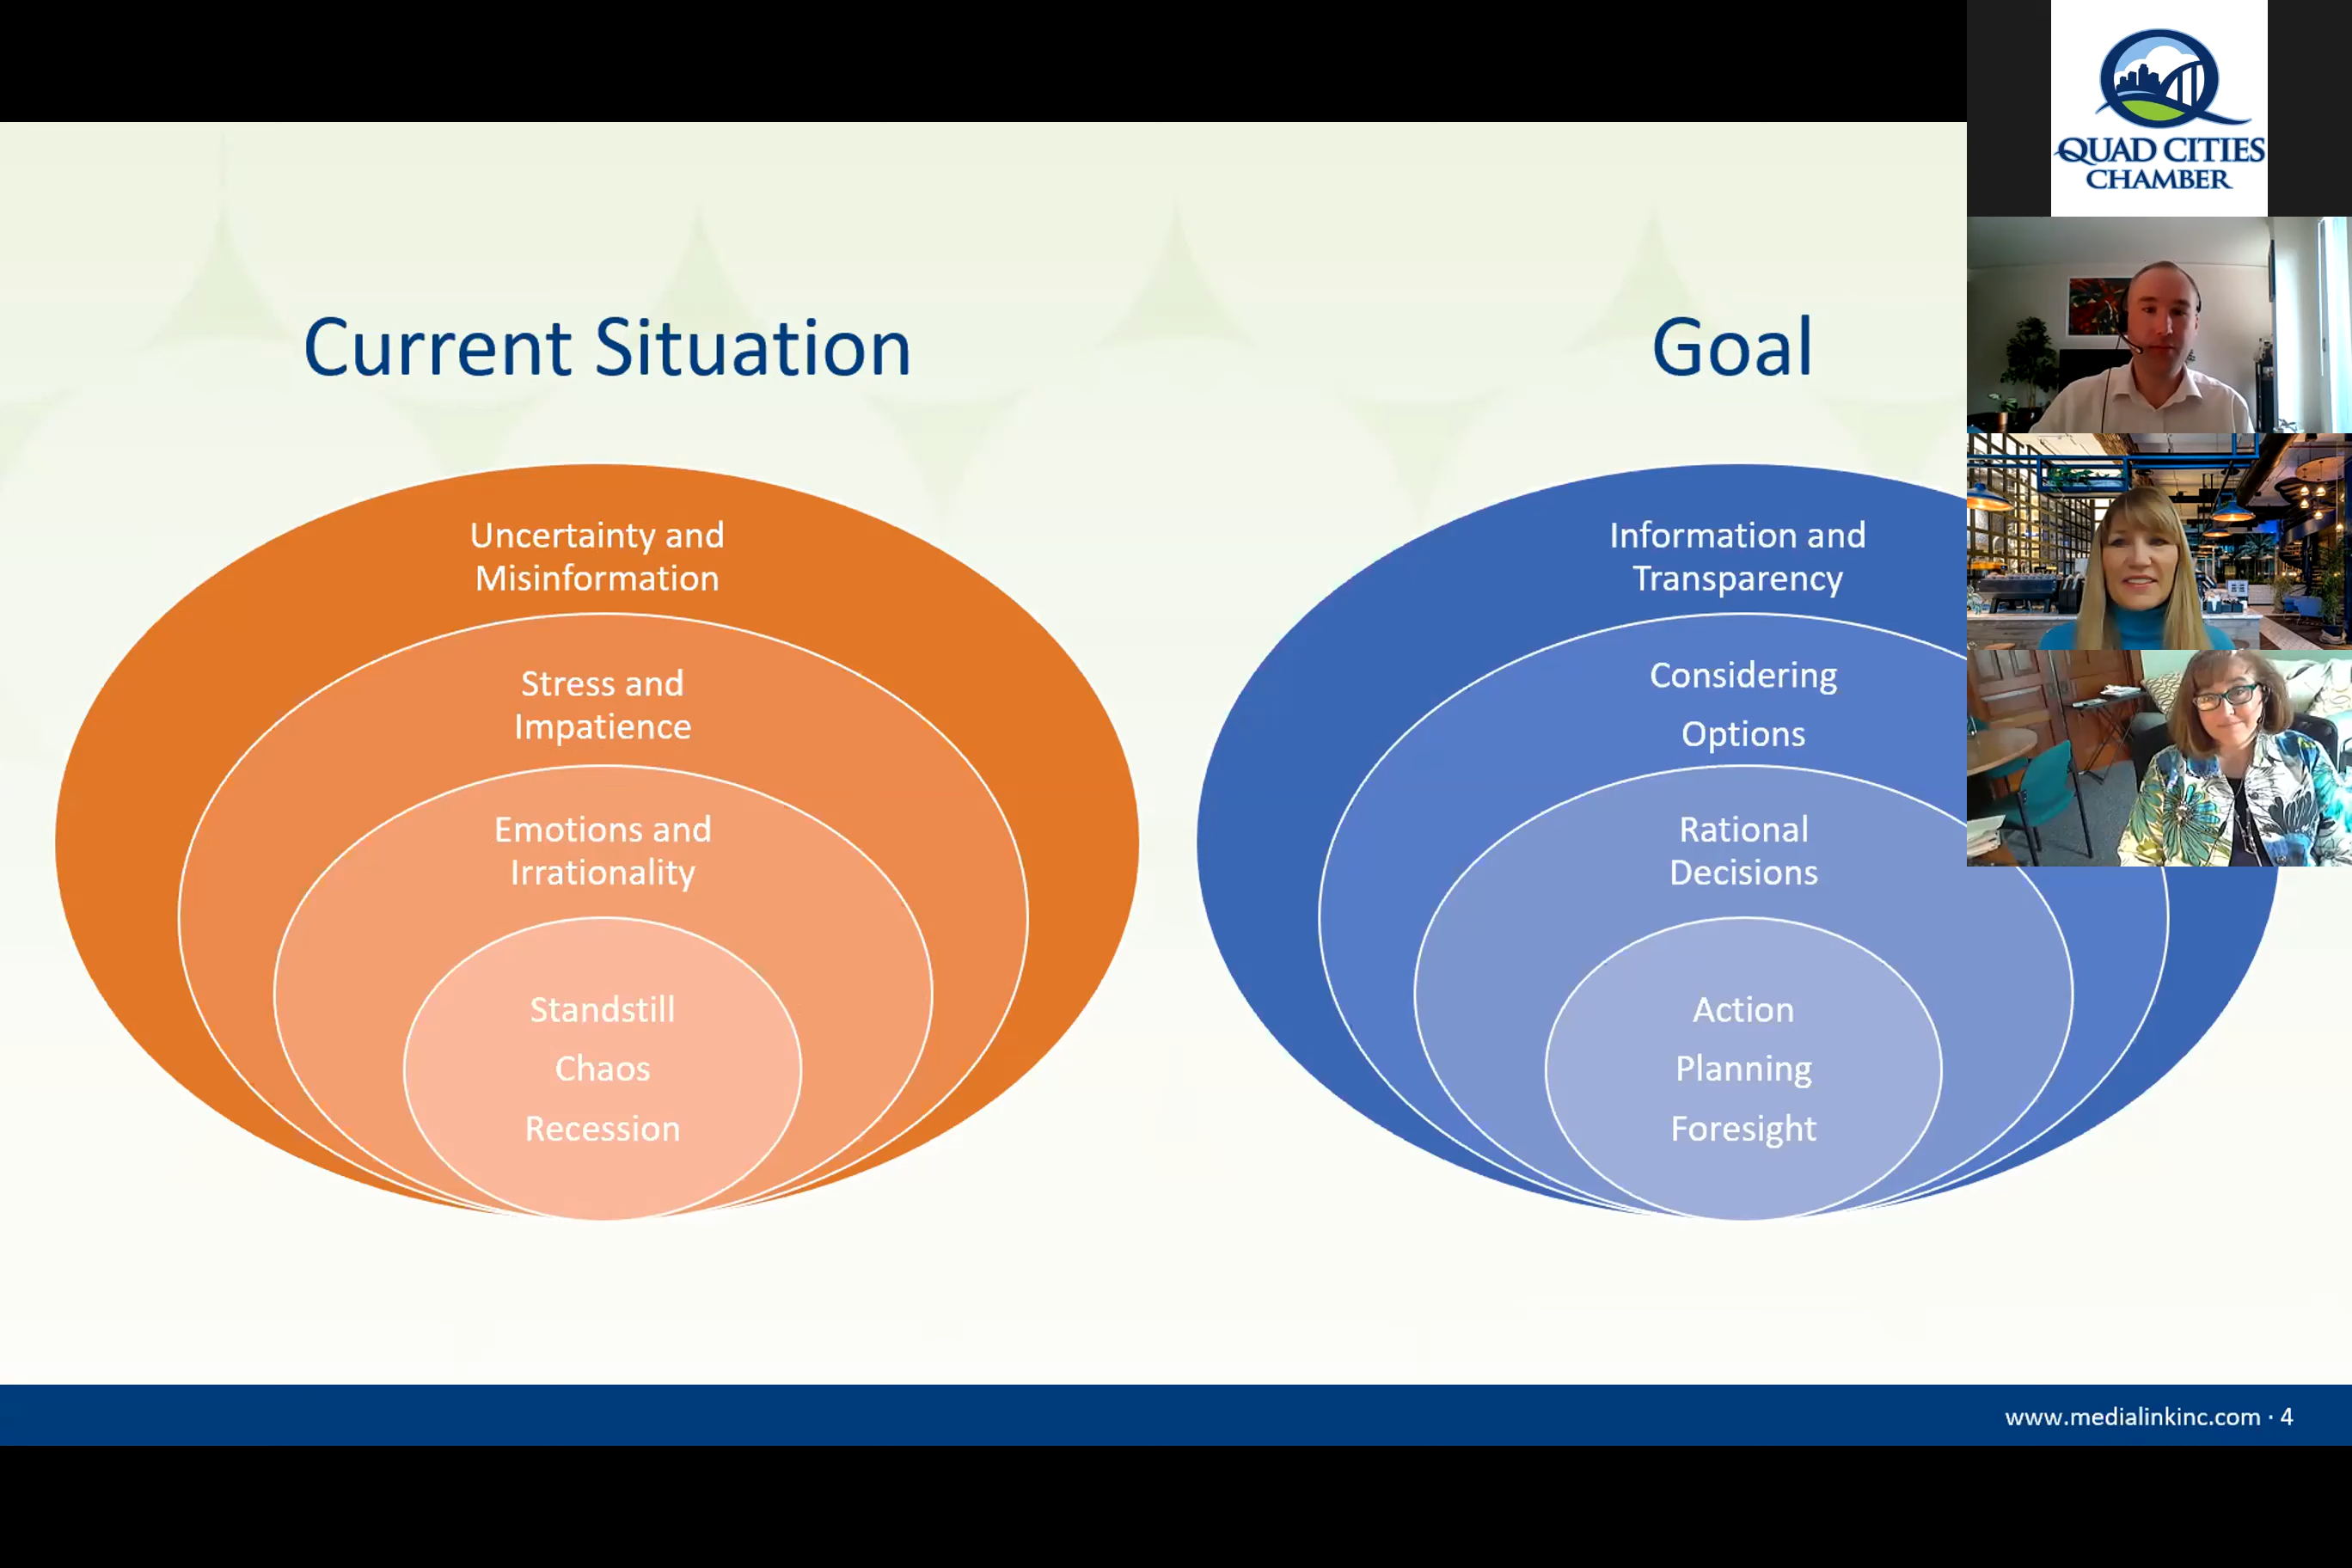 Current Situation
Uncertainty and
Misinformation
Stress and
Impatience
Emotions and
Irrationality
Standstill
Chaos
Recession
Goal
Information and
Transparency
Considering
Options
Rational
Decisions
Action
Planning
Foresight
QUAD CITIES
CHAMBER
www.medialinkinc.com · 4